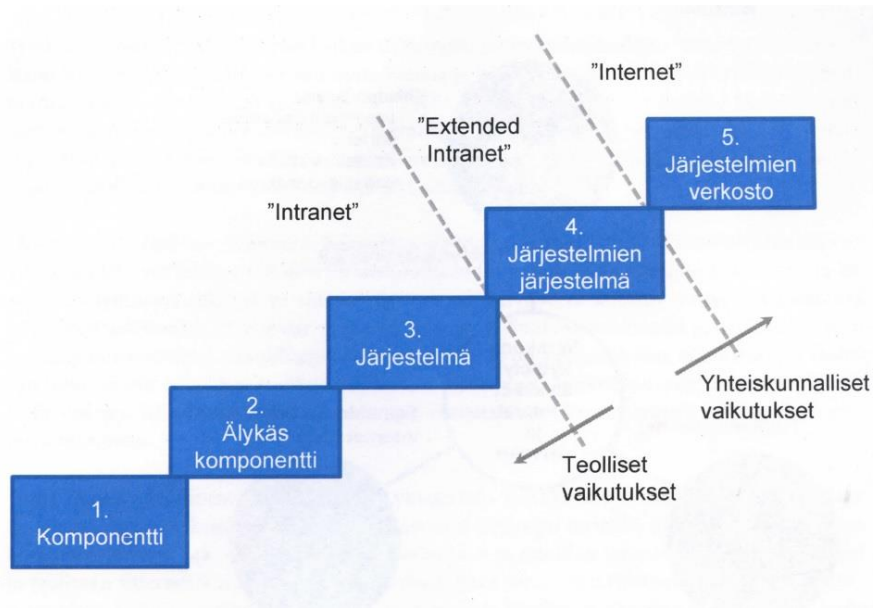 "Internet"
"Extended
Intranet"
"Intranet"
5.
Järjestelmien
verkosto
4.
Järjestelmien
järjestelmä
3.
Järjestelmä
2.
Älykäs
komponentti
1.
Komponentti
Yhteiskunnalliset
vaikutukset
Teolliset
vaikutukset